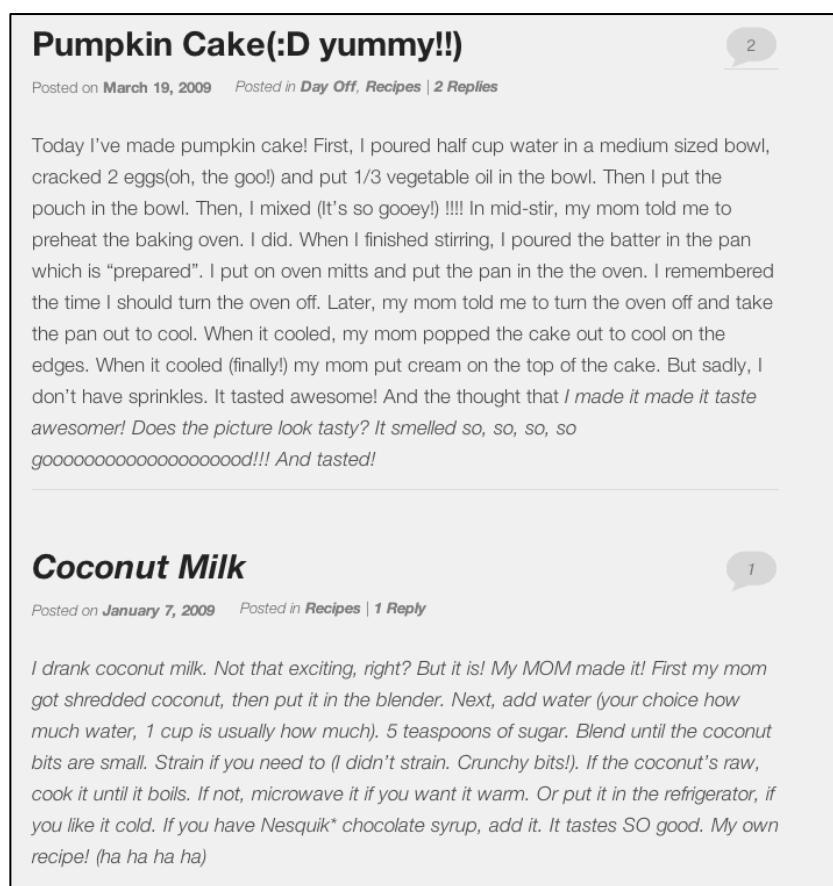 Pumpkin Cake(:D yummy!!)
2
Posted on March 19, 2009 Posted in Day Off, Recipes | 2 Replies
Today I’ve made pumpkin cake! First, I poured half cup water in a medium sized bowl,
cracked 2 eggs(oh, the goo!) and put 1/3 vegetable oil in the bowl. Then I put the
pouch in the bowl. Then, I mixed (It’s so gooey!) !!!! In mid-stir, my mom told me to
preheat the baking oven. I did. When I finished stirring, I poured the batter in the pan
which is “prepared”. I put on oven mitts and put the pan in the the oven. I remembered
the time I should turn the oven off. Later, my mom told me to turn the oven off and take
the pan out to cool. When it cooled, my mom popped the cake out to cool on the
edges. When it cooled (finally!) my mom put cream on the top of the cake. But sadly, I
don’t have sprinkles. It tasted awesome! And the thought that I made it made it taste
awesomer! Does the picture look tasty? It smelled so, so, so, so
goooooooooooooooooood!!! And tasted!
Coconut Milk
1
Posted on January 7, 2009 Posted in Recipes | 1 Reply
I drank coconut milk. Not that exciting, right? But it is! My MOM made it! First my mom
got shredded coconut, then put it in the blender. Next, add water (your choice how
much water, 1 cup is usually how much). 5 teaspoons of sugar. Blend until the coconut
bits are small. Strain if you need to (I didn’t strain. Crunchy bits!). If the coconut’s raw,
cook it until it boils. If not, microwave it if you want it warm. Or put it in the refrigerator, if
you like it cold. If you have Nesquik* chocolate syrup, add it. It tastes SO good. My own
recipe! (ha ha ha ha)